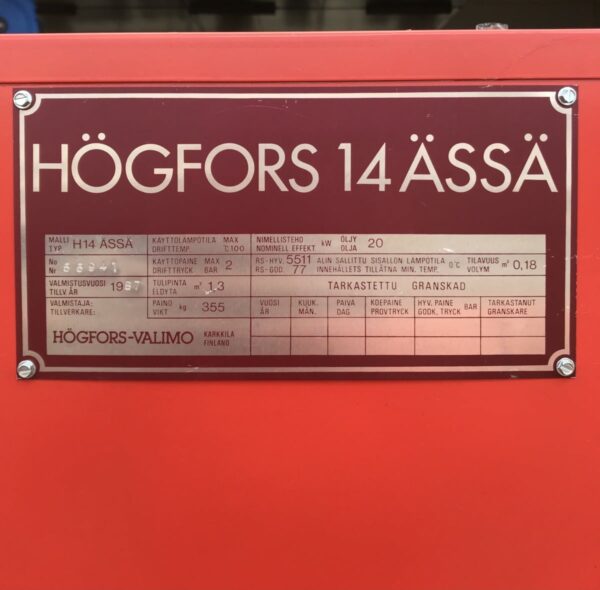 HÖGFORS 14 ÄSSÄ
MALLI TYP H14 ÄSSÄ
KÄYTTÖLÄMPÖTILA MAX DRIFTTEMP. °C 100
NIMELLISTEHO NOMINELL EFFEKT. kW ÖLJY OLJA 20
No Nr
KÄYTTÖPAINE MAX DRIFTTRYCK BAR 2
RS-HYV. 5511 RS-GOD. 77 ALIN SALLITTU SISÄLLÖN LÄMPÖTILA INNEHÅLLETS TILLÅTNA MIN. TEMP. 0°C TILAVUUS VOLYM m³ 0,18
VALMISTUSVUOSI TILLV ÅR 1987
TULIPINTA ELDYTA m² 1,3
TARKASTETTU GRANSKAD
VALMISTAJA: TILLVERKARE:
PAINO VIKT kg 355
VUOSI ÅR KUUK. MÅN. PÄIVÄ DAG KOEPAINE PROVTRYCK HYV. PAINE BAR GODK. TRYCK TARKASTANUT GRANSKARE
HÖGFORS-VALIMO KARKKILA FINLAND